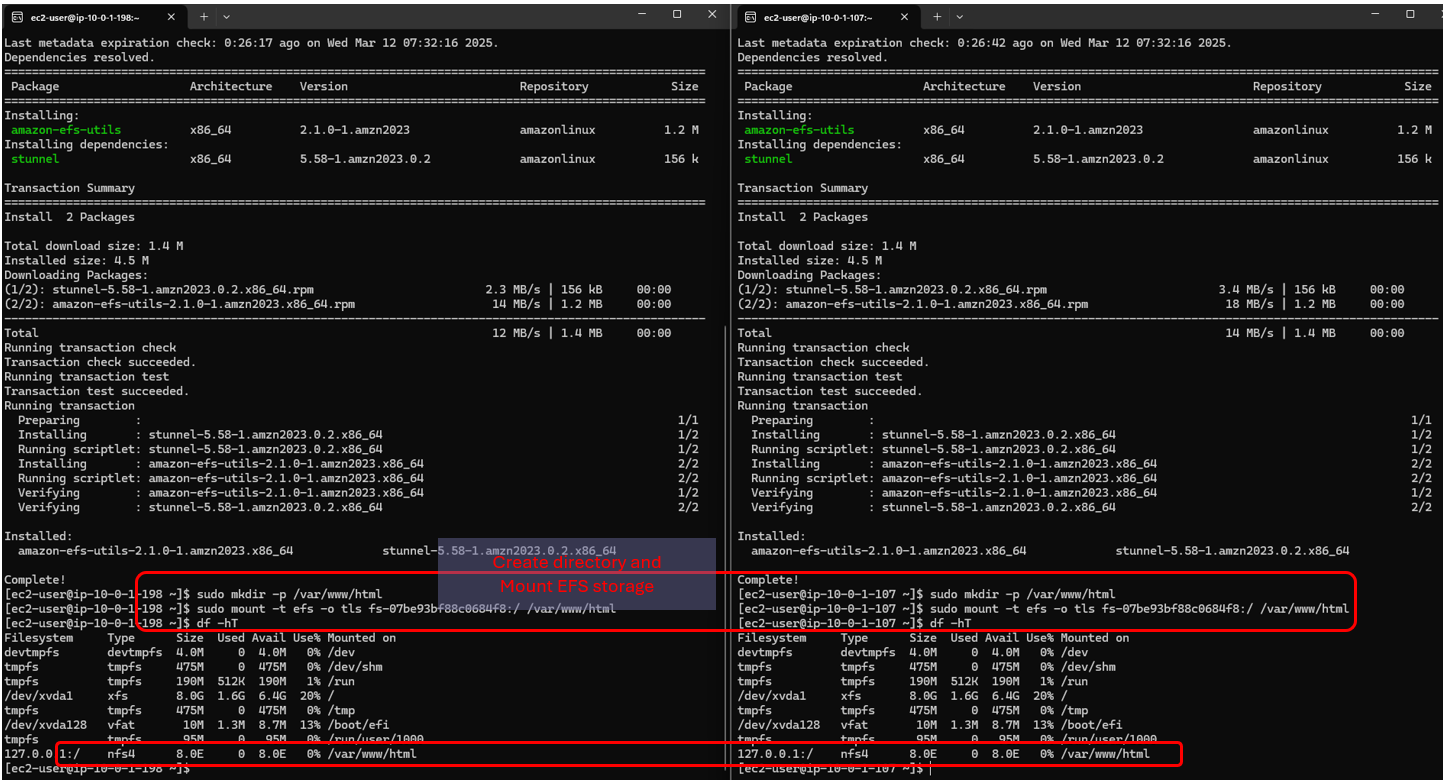 ec2-user@ip-10-0-1-198:~
Last metadata expiration check: 0:26:17 ago on Wed Mar 12 07:32:16 2025.
Dependencies resolved.
Package Architecture Version Repository Size
Installing:
amazon-efs-utils x86_64 2.1.0-1.amzn2023 amazonlinux 1.2 M
Installing dependencies:
stunnel x86_64 5.58-1.amzn2023.0.2 amazonlinux 156 k
Transaction Summary
Install 2 Packages
Total download size: 1.4 M
Installed size: 4.5 M
Downloading Packages:
(1/2): stunnel-5.58-1.amzn2023.0.2.x86_64.rpm 2.3 MB/s | 156 kB 00:00
(2/2): amazon-efs-utils-2.1.0-1.amzn2023.x86_64.rpm 14 MB/s | 1.2 MB 00:00
Total 12 MB/s | 1.4 MB 00:00
Running transaction check
Transaction check succeeded.
Running transaction test
Transaction test succeeded.
Running transaction
Preparing : 1/1
Installing : stunnel-5.58-1.amzn2023.0.2.x86_64 1/2
Running scriptlet: stunnel-5.58-1.amzn2023.0.2.x86_64 1/2
Installing : amazon-efs-utils-2.1.0-1.amzn2023.x86_64 2/2
Running scriptlet: amazon-efs-utils-2.1.0-1.amzn2023.x86_64 2/2
Verifying : amazon-efs-utils-2.1.0-1.amzn2023.x86_64 1/2
Verifying : stunnel-5.58-1.amzn2023.0.2.x86_64 2/2
Installed:
amazon-efs-utils-2.1.0-1.amzn2023.x86_64 stunnel-5.58-1.amzn2023.0.2.x86_64
Create directory and
Mount EFS storage
Complete!
[ec2-user@ip-10-0-1-198 ~]$ sudo mkdir -p /var/www/html
[ec2-user@ip-10-0-1-198 ~]$ sudo mount -t efs -o tls fs-07be93bf88c0684f8:/ /var/www/html
[ec2-user@ip-10-0-1-198 ~]$ df -hT
Filesystem Type Size Used Avail Use% Mounted on
devtmpfs devtmpfs 4.0M 0 4.0M 0% /dev
tmpfs tmpfs 475M 0 475M 0% /dev/shm
tmpfs tmpfs 190M 512K 190M 1% /run
/dev/xvda1 xfs 8.0G 1.6G 6.4G 20% /
tmpfs tmpfs 475M 0 475M 0% /tmp
/dev/xvda128 vfat 10M 1.3M 8.7M 13% /boot/efi
tmpfs tmpfs 95M 0 95M 0% /run/user/1000
127.0.0.1:/ nfs4 8.0E 0 8.0E 0% /var/www/html
[ec2-user@ip-10-0-1-198 ~]$
ec2-user@ip-10-0-1-107:~
Last metadata expiration check: 0:26:42 ago on Wed Mar 12 07:32:16 2025.
Dependencies resolved.
Package Architecture Version Repository Size
Installing:
amazon-efs-utils x86_64 2.1.0-1.amzn2023 amazonlinux 1.2 M
Installing dependencies:
stunnel x86_64 5.58-1.amzn2023.0.2 amazonlinux 156 k
Transaction Summary
Install 2 Packages
Total download size: 1.4 M
Installed size: 4.5 M
Downloading Packages:
(1/2): stunnel-5.58-1.amzn2023.0.2.x86_64.rpm 3.4 MB/s | 156 kB 00:00
(2/2): amazon-efs-utils-2.1.0-1.amzn2023.x86_64.rpm 18 MB/s | 1.2 MB 00:00
Total 14 MB/s | 1.4 MB 00:00
Running transaction check
Transaction check succeeded.
Running transaction test
Transaction test succeeded.
Running transaction
Preparing : 1/1
Installing : stunnel-5.58-1.amzn2023.0.2.x86_64 1/2
Running scriptlet: stunnel-5.58-1.amzn2023.0.2.x86_64 1/2
Installing : amazon-efs-utils-2.1.0-1.amzn2023.x86_64 2/2
Running scriptlet: amazon-efs-utils-2.1.0-1.amzn2023.x86_64 2/2
Verifying : amazon-efs-utils-2.1.0-1.amzn2023.x86_64 1/2
Verifying : stunnel-5.58-1.amzn2023.0.2.x86_64 2/2
Installed:
amazon-efs-utils-2.1.0-1.amzn2023.x86_64 stunnel-5.58-1.amzn2023.0.2.x86_64
Complete!
[ec2-user@ip-10-0-1-107 ~]$ sudo mkdir -p /var/www/html
[ec2-user@ip-10-0-1-107 ~]$ sudo mount -t efs -o tls fs-07be93bf88c0684f8:/ /var/www/html
[ec2-user@ip-10-0-1-107 ~]$ df -hT
Filesystem Type Size Used Avail Use% Mounted on
devtmpfs devtmpfs 4.0M 0 4.0M 0% /dev
tmpfs tmpfs 475M 0 475M 0% /dev/shm
tmpfs tmpfs 190M 512K 190M 1% /run
/dev/xvda1 xfs 8.0G 1.6G 6.4G 20% /
tmpfs tmpfs 475M 0 475M 0% /tmp
/dev/xvda128 vfat 10M 1.3M 8.7M 13% /boot/efi
tmpfs tmpfs 95M 0 95M 0% /run/user/1000
127.0.0.1:/ nfs4 8.0E 0 8.0E 0% /var/www/html
[ec2-user@ip-10-0-1-107 ~]$